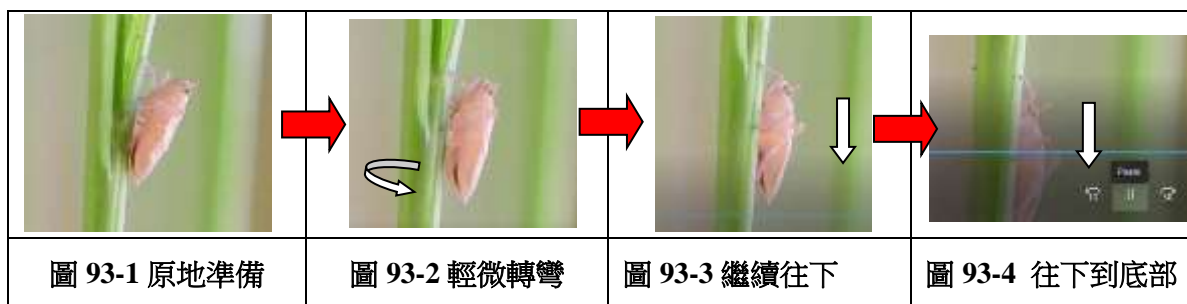 Pause
圖 93-1 原地準備
圖 93-2 輕微轉彎
圖 93-3 繼續往下
圖 93-4 往下到底部